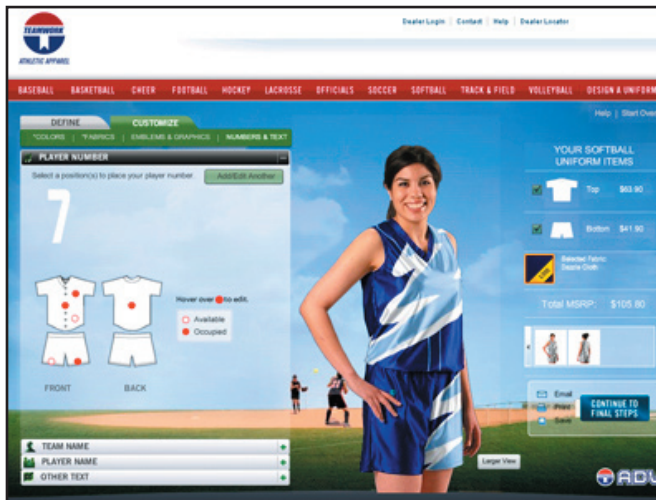 TEAMWORK
ATHLETIC APPAREL
Dealer Login | Contact | Help | Dealer Locator
BASEBALL BASKETBALL CHEER FOOTBALL HOCKEY LACROSSE OFFICIALS SOCCER SOFTBALL TRACK & FIELD VOLLEYBALL DESIGN A UNIFORM
Help | Start Over
DEFINE CUSTOMIZE
*COLORS | *FABRICS | EMBLEMS & GRAPHICS | NUMBERS & TEXT
PLAYER NUMBER
Select a position(s) to place your player number. Add/Edit Another
7
Hover over to edit.
Available
Occupied
FRONT BACK
TEAM NAME
PLAYER NAME
OTHER TEXT
YOUR SOFTBALL
UNIFORM ITEMS
Top $63.90
Bottom $41.90
Selected Fabric
Dazzle Cloth
Total MSRP: $105.80
Email
Print
Save
CONTINUE TO
FINAL STEPS
Larger View